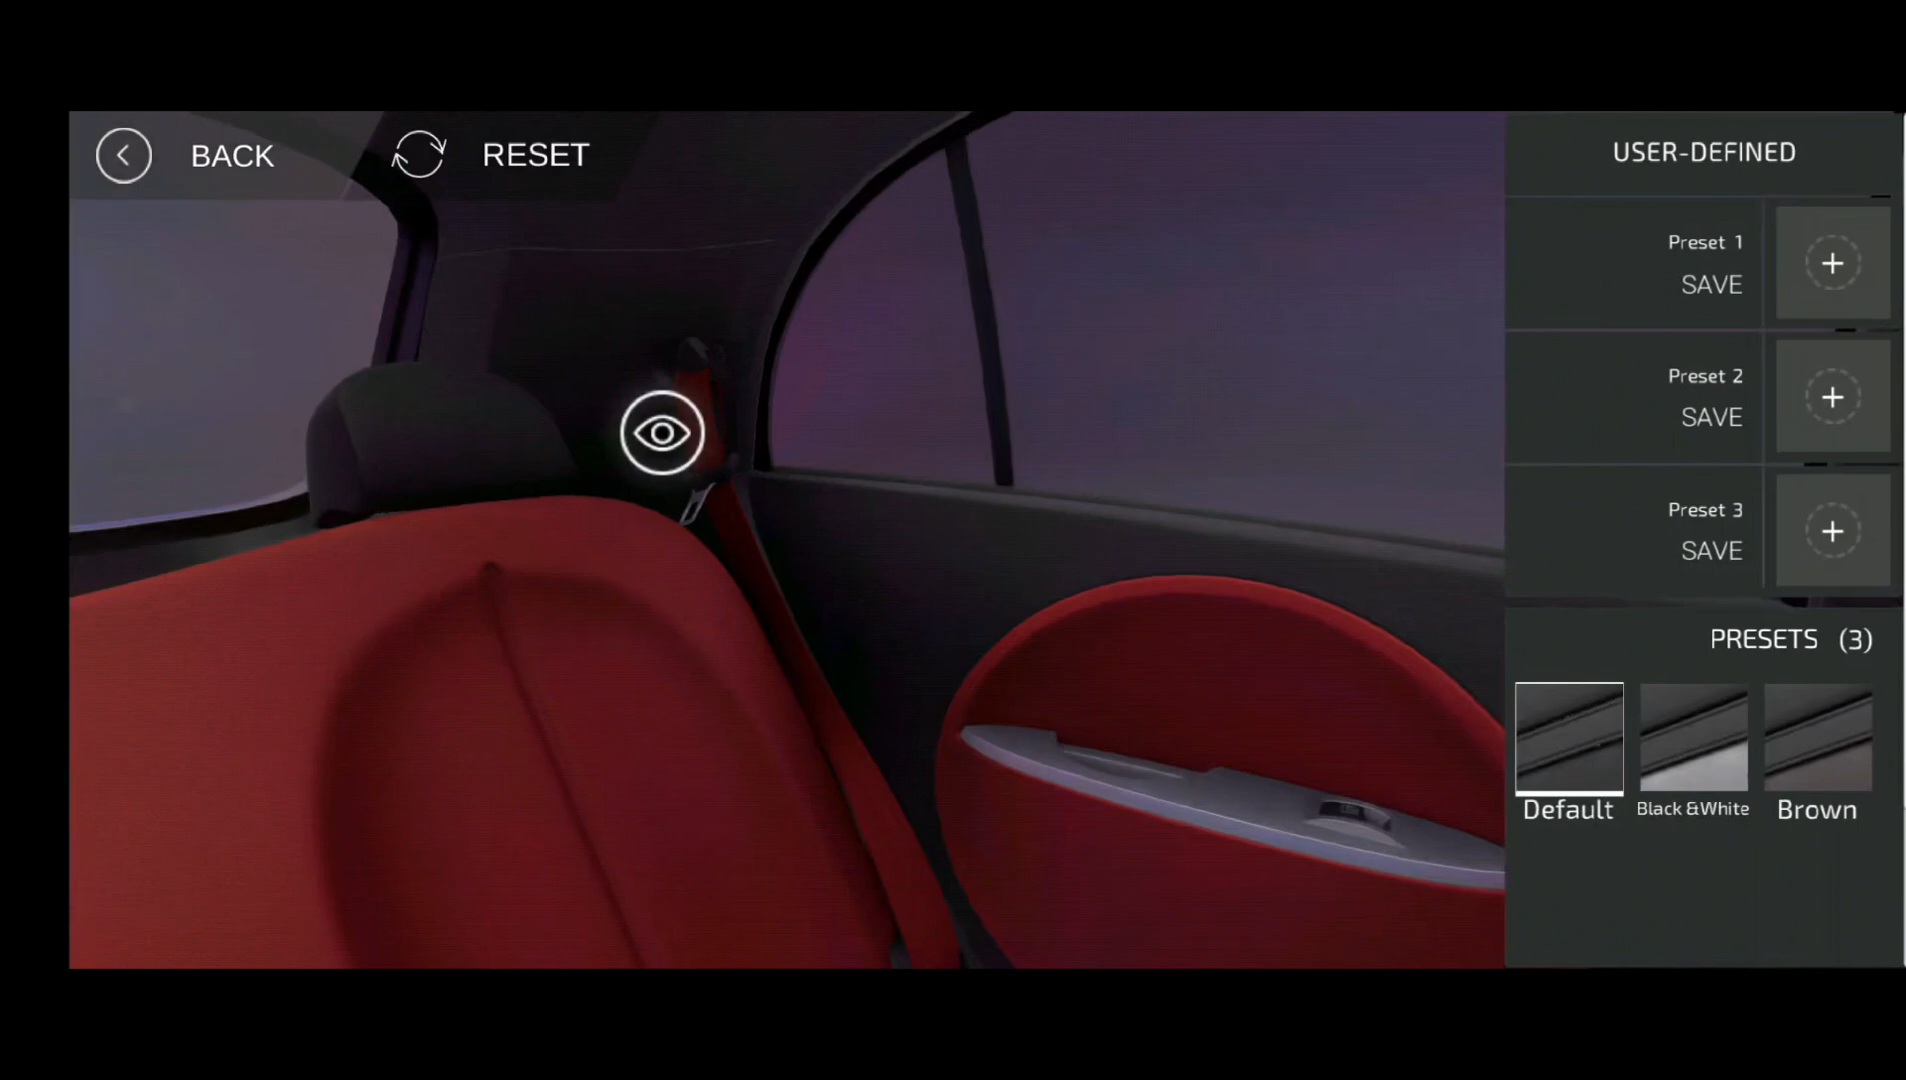 BACK
RESET
USER-DEFINED
Preset 1
SAVE
Preset 2
SAVE
Preset 3
SAVE
PRESETS (3)
Default
Black &White
Brown